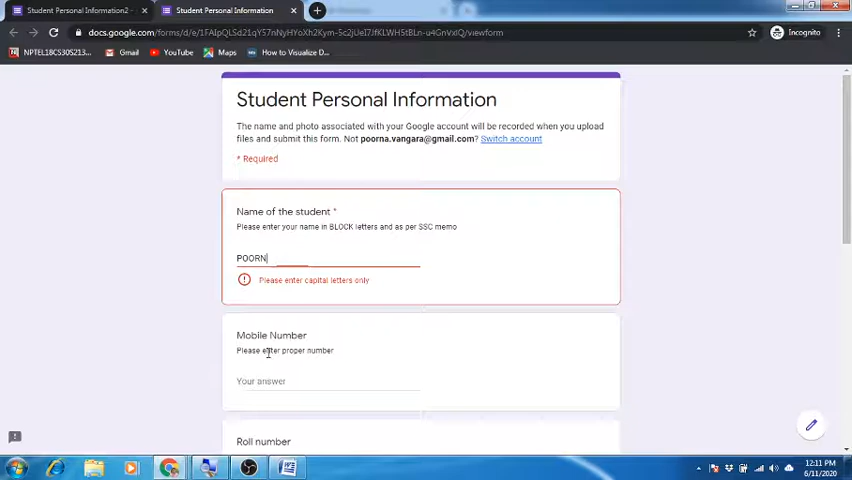 Student Personal Information2 -
Student Personal Information
docs.google.com/forms/d/e/1FAIpQLSd21qY57nNyHYoXh2Kym-5c2jUeI7JfKLWH5tBLn-u4GnVxIQ/viewform
Incognito
NPTEL18CS30S213...
Gmail
YouTube
Maps
How to Visualize D...
Student Personal Information
The name and photo associated with your Google account will be recorded when you upload
files and submit this form. Not poorna.vangara@gmail.com? Switch account
* Required
Name of the student *
Please enter your name in BLOCK letters and as per SSC memo
POORN
Please enter capital letters only
Mobile Number
Please enter proper number
Your answer
Roll number
12:11 PM
6/11/2020